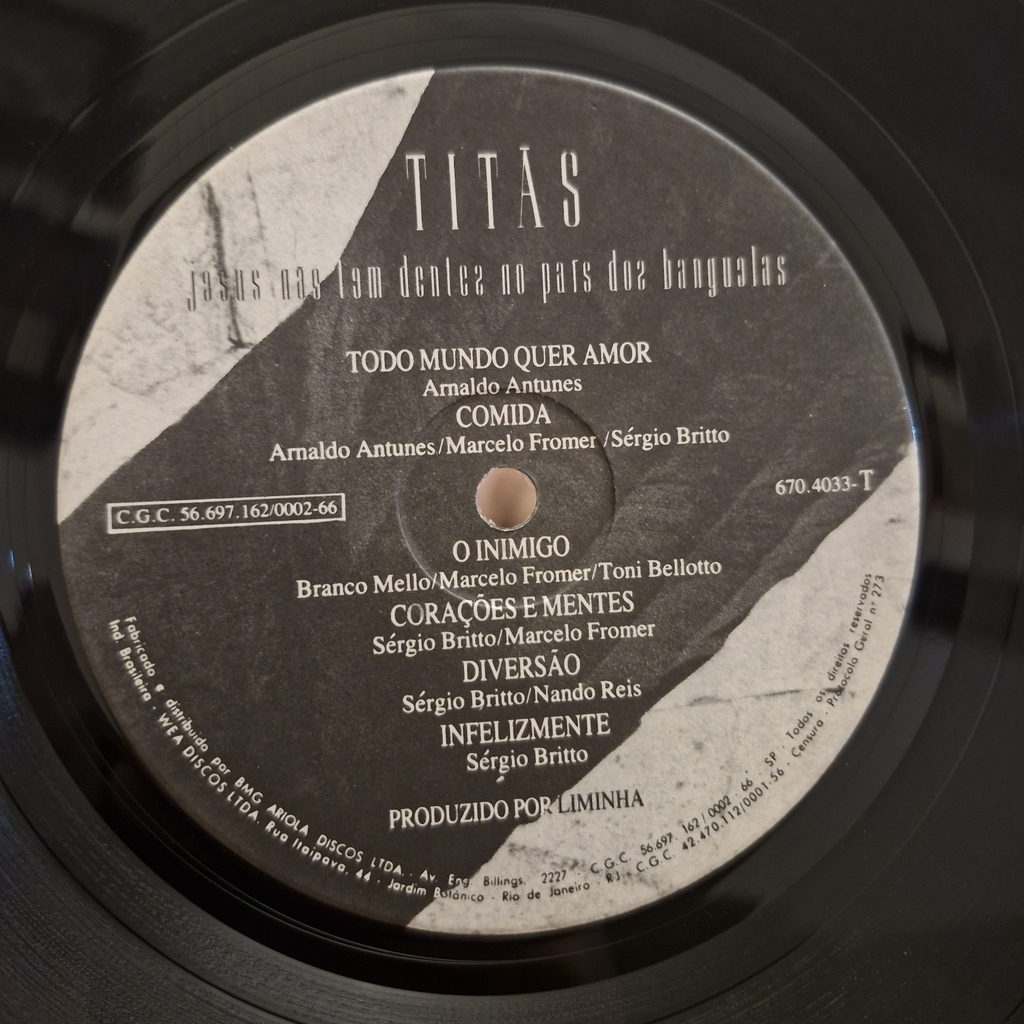 TITÃS
jesus não tem dentes no país dos banguelas
TODO MUNDO QUER AMOR
Arnaldo Antunes
COMIDA
Arnaldo Antunes/Marcelo Fromer/Sérgio Britto
670.4033-T
C.G.C. 56.697.162/0002-66
O INIMIGO
Branco Mello/Marcelo Fromer/Toni Bellotto
CORAÇÕES E MENTES
Sérgio Britto/Marcelo Fromer
DIVERSÃO
Sérgio Britto/Nando Reis
INFELIZMENTE
Sérgio Britto
PRODUZIDO POR LIMINHA
Fabricado e distribuido por BMG ARIOLA DISCOS LTDA. - Av. Eng. Billings, 2227 - C.G.C. 56.697.162/0002-66 - SP - Todos os direitos reservados
Ind. Brasileira - WEA DISCOS LTDA. Rua Itaipava, 44 - Jardim Botânico - Rio de Janeiro - RJ - C.G.C. 42.470.112/0001-56 - Censura - Protocolo Geral nº 273